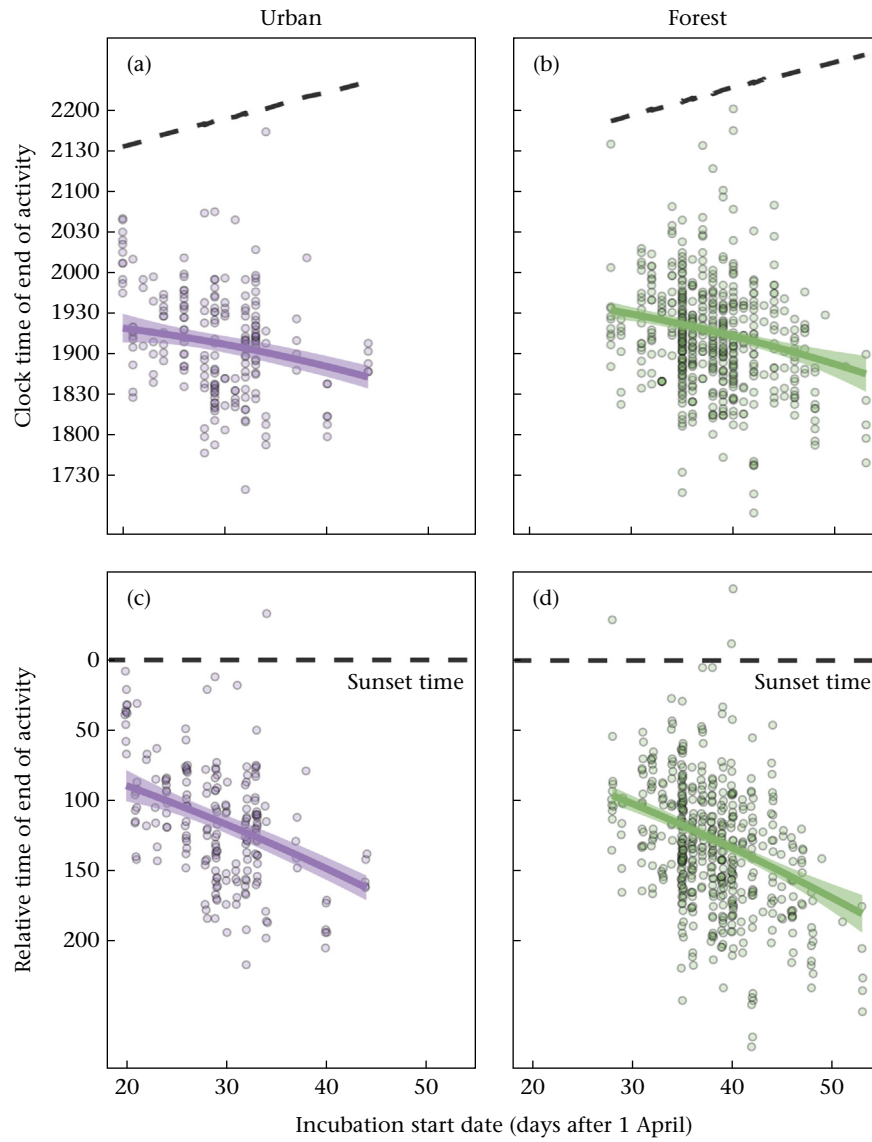 Urban
Forest
(a)
(b)
Clock time of end of activity
2200
2130
2100
2030
2000
1930
1900
1830
1800
1730
(c)
(d)
Relative time of end of activity
0
50
100
150
200
Sunset time
Sunset time
20 30 40 50
20 30 40 50
Incubation start date (days after 1 April)